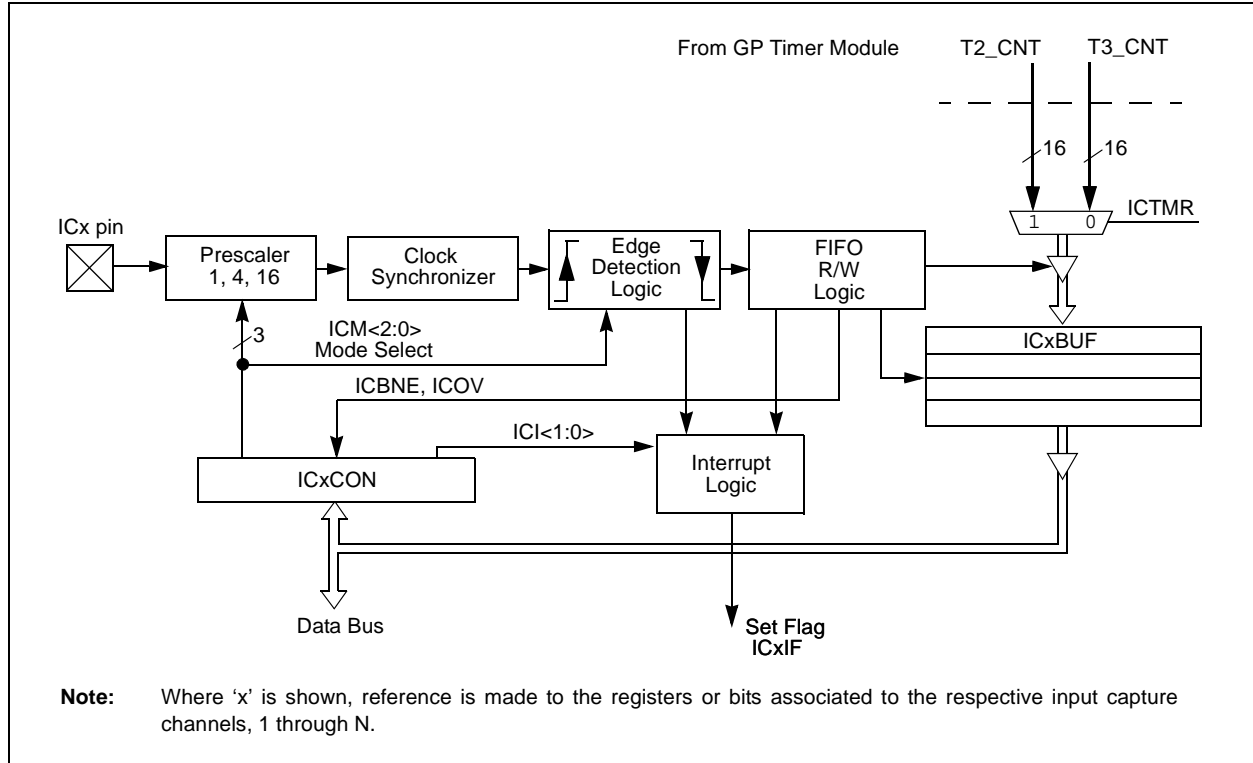 From GP Timer Module T2_CNT T3_CNT
16 16
1 0 ICTMR
ICx pin
Prescaler
1, 4, 16
Clock
Synchronizer
Edge
Detection
Logic
FIFO
R/W
Logic
3
ICM<2:0>
Mode Select
ICxBUF
ICBNE, ICOV
ICI<1:0>
ICxCON
Interrupt
Logic
Data Bus
Set Flag
ICxIF
Note: Where ‘x’ is shown, reference is made to the registers or bits associated to the respective input capture
channels, 1 through N.